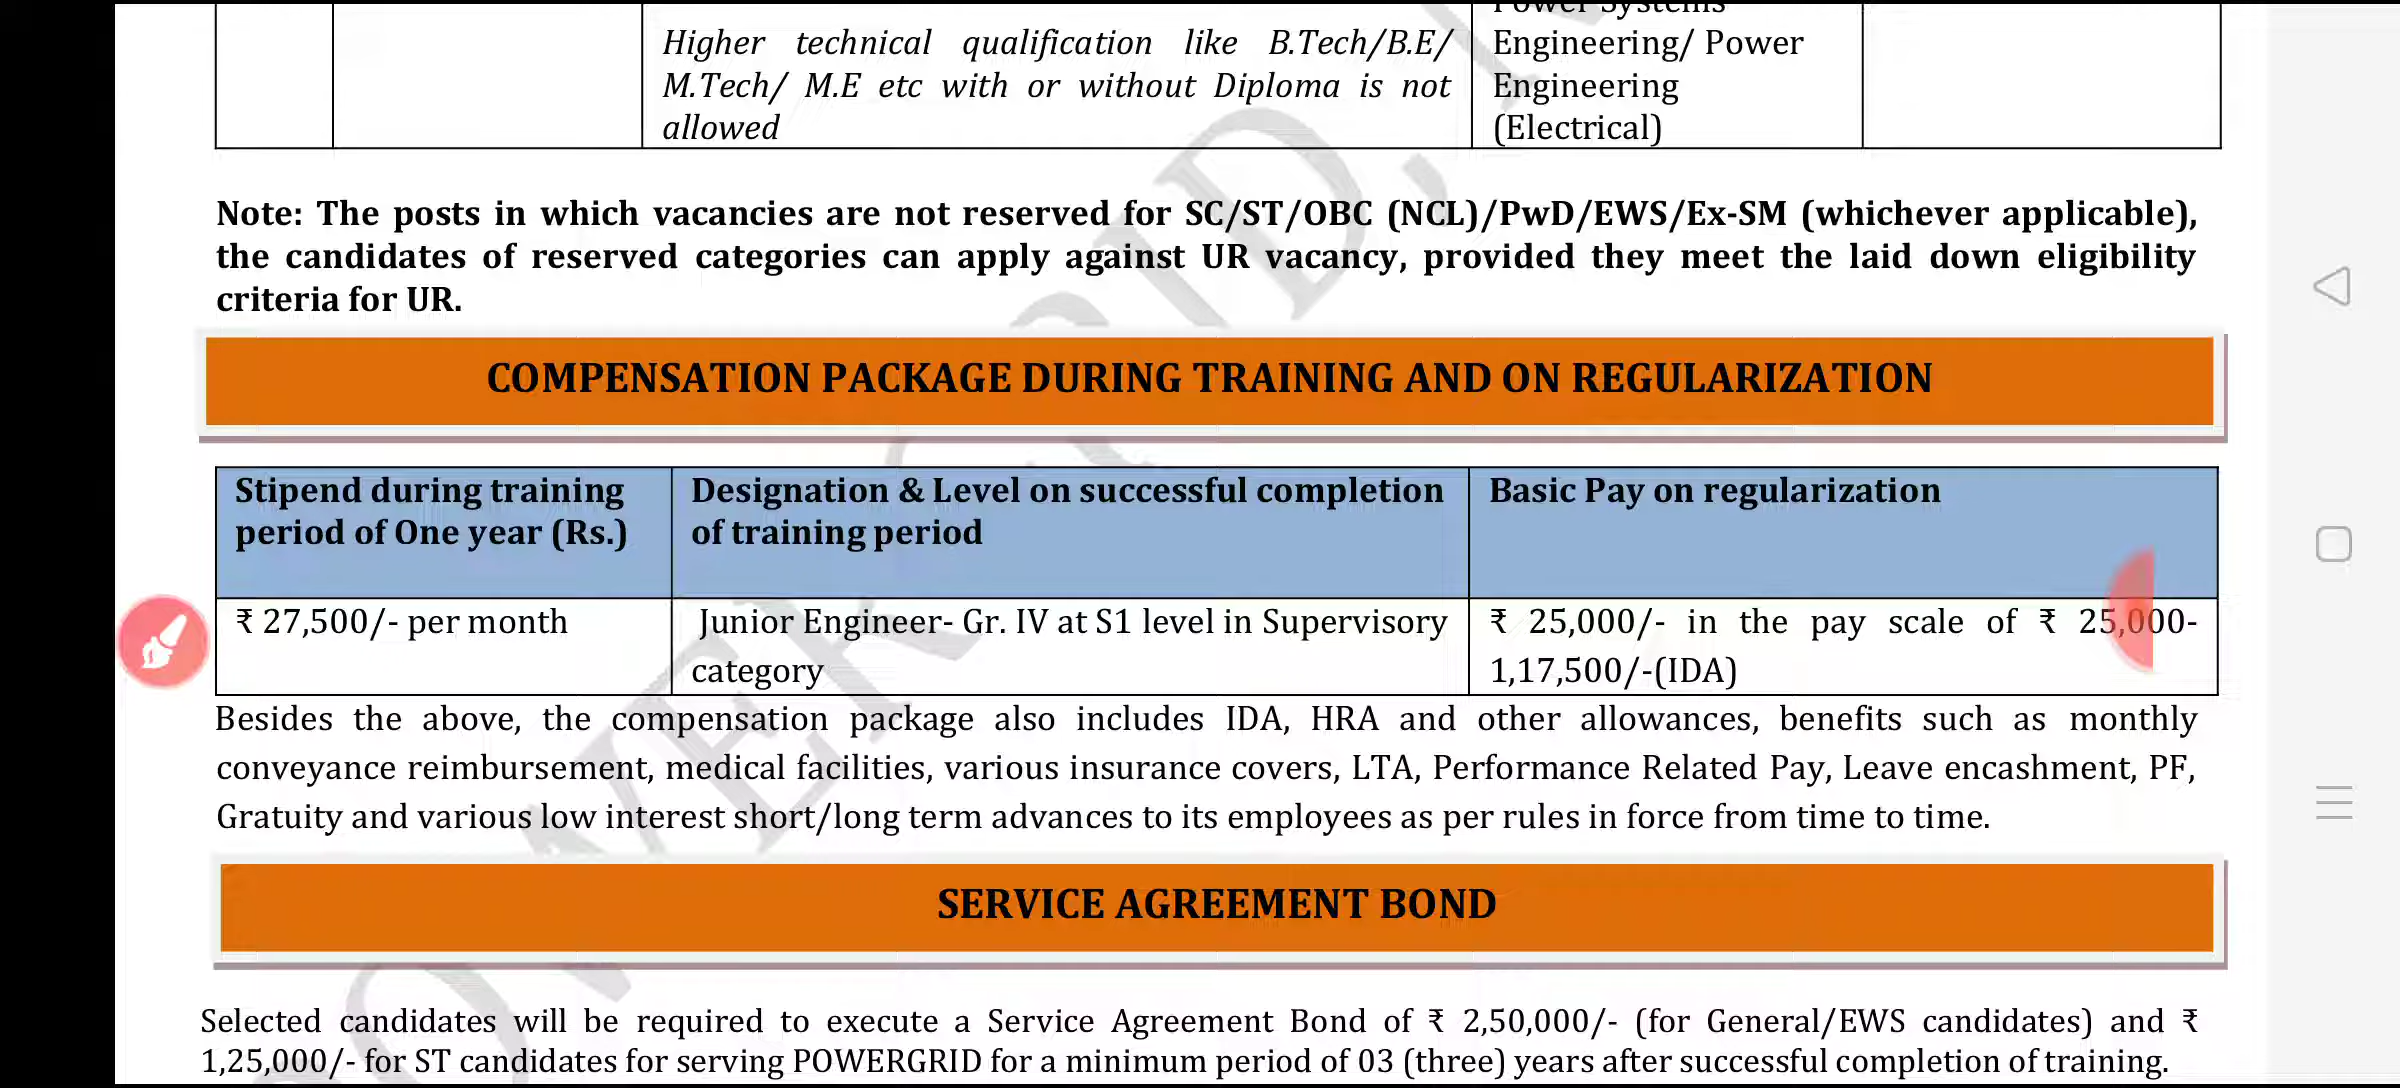 Higher technical qualification like B.Tech/B.E/
M.Tech/ M.E etc with or without Diploma is not
allowed
Power Systems
Engineering/ Power
Engineering
(Electrical)
Note: The posts in which vacancies are not reserved for SC/ST/OBC (NCL)/PwD/EWS/Ex-SM (whichever applicable),
the candidates of reserved categories can apply against UR vacancy, provided they meet the laid down eligibility
criteria for UR.
COMPENSATION PACKAGE DURING TRAINING AND ON REGULARIZATION
Stipend during training
period of One year (Rs.)
Designation & Level on successful completion
of training period
Basic Pay on regularization
₹ 27,500/- per month
Junior Engineer- Gr. IV at S1 level in Supervisory
category
₹ 25,000/- in the pay scale of ₹ 25,000-
1,17,500/-(IDA)
Besides the above, the compensation package also includes IDA, HRA and other allowances, benefits such as monthly
conveyance reimbursement, medical facilities, various insurance covers, LTA, Performance Related Pay, Leave encashment, PF,
Gratuity and various low interest short/long term advances to its employees as per rules in force from time to time.
SERVICE AGREEMENT BOND
Selected candidates will be required to execute a Service Agreement Bond of ₹ 2,50,000/- (for General/EWS candidates) and ₹
1,25,000/- for ST candidates for serving POWERGRID for a minimum period of 03 (three) years after successful completion of training.